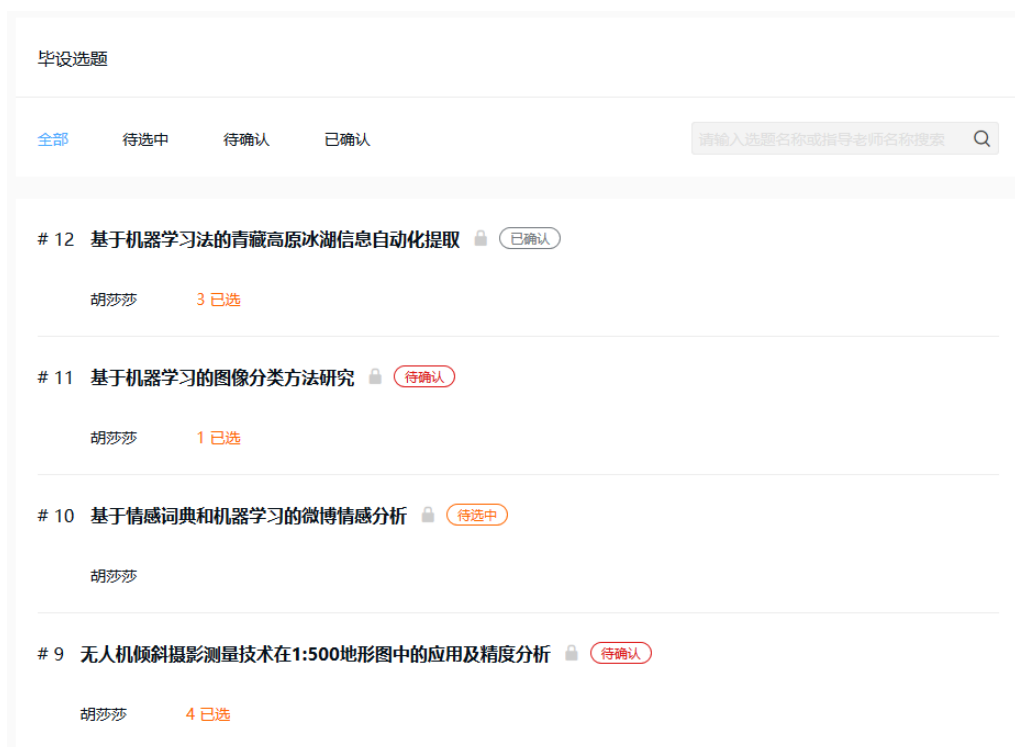 毕设选题
全部 待选中 待确认 已确认 请输入选题名称或指导老师名称搜索
# 12 基于机器学习法的青藏高原冰湖信息自动化提取 已确认
胡莎莎 3 已选
# 11 基于机器学习的图像分类方法研究 待确认
胡莎莎 1 已选
# 10 基于情感词典和机器学习的微博情感分析 待选中
胡莎莎
# 9 无人机倾斜摄影测量技术在1:500地形图中的应用及精度分析 待确认
胡莎莎 4 已选